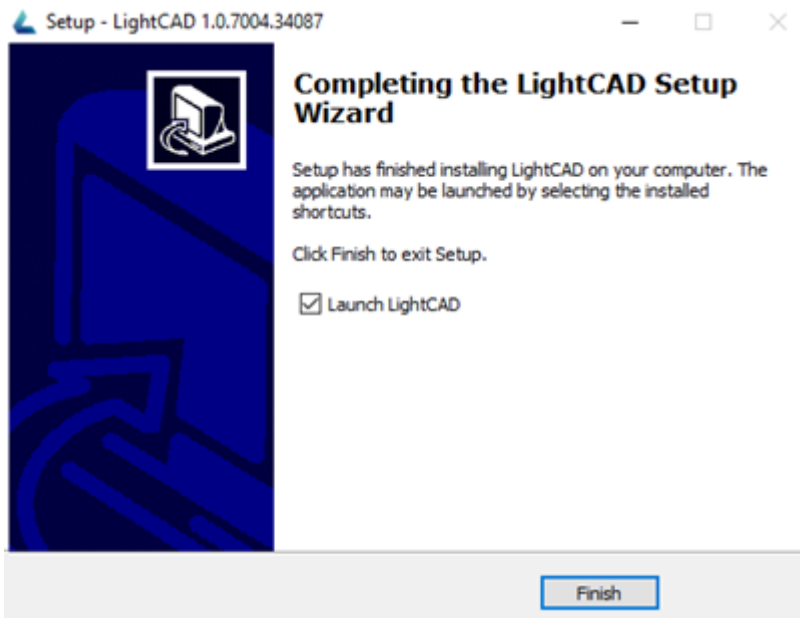 Setup - LightCAD 1.0.7004.34087
Completing the LightCAD Setup
Wizard
Setup has finished installing LightCAD on your computer. The
application may be launched by selecting the installed
shortcuts.
Click Finish to exit Setup.
Launch LightCAD
Finish